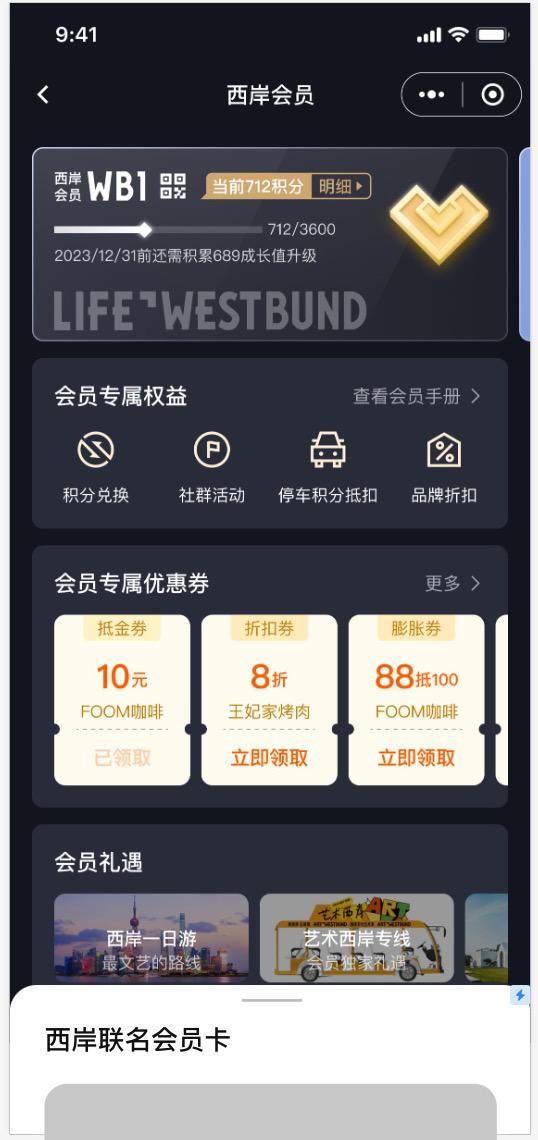 9:41
西岸会员
西岸
会员 WB1 当前712积分 明细
712/3600
2023/12/31前还需积累689成长值升级
LIFE WESTBUND
会员专属权益 查看会员手册
积分兑换 社群活动 停车积分抵扣 品牌折扣
会员专属优惠券 更多
抵金券 折扣券 膨胀券
10元 8折 88抵100
FOOM咖啡 王妃家烤肉 FOOM咖啡
已领取 立即领取 立即领取
会员礼遇
艺术西岸 ART
西岸一日游 艺术西岸专线
最文艺的路线 会员独家礼遇
西岸联名会员卡